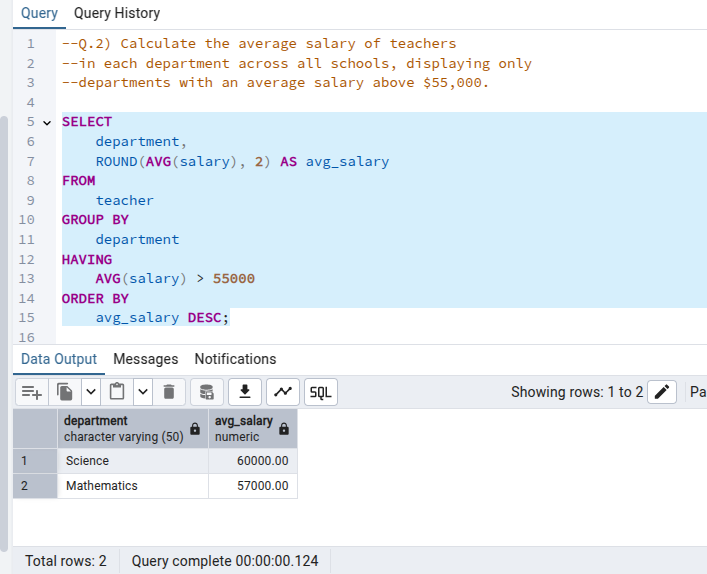 Query Query History
1 --Q.2) Calculate the average salary of teachers
2 --in each department across all schools, displaying only
3 --departments with an average salary above $55,000.
4
5 SELECT
6 department,
7 ROUND(AVG(salary), 2) AS avg_salary
8 FROM
9 teacher
10 GROUP BY
11 department
12 HAVING
13 AVG(salary) > 55000
14 ORDER BY
15 avg_salary DESC;
16
Data Output Messages Notifications
SQL Showing rows: 1 to 2 Pa
department avg_salary
character varying (50) numeric
1 Science 60000.00
2 Mathematics 57000.00
Total rows: 2 Query complete 00:00:00.124